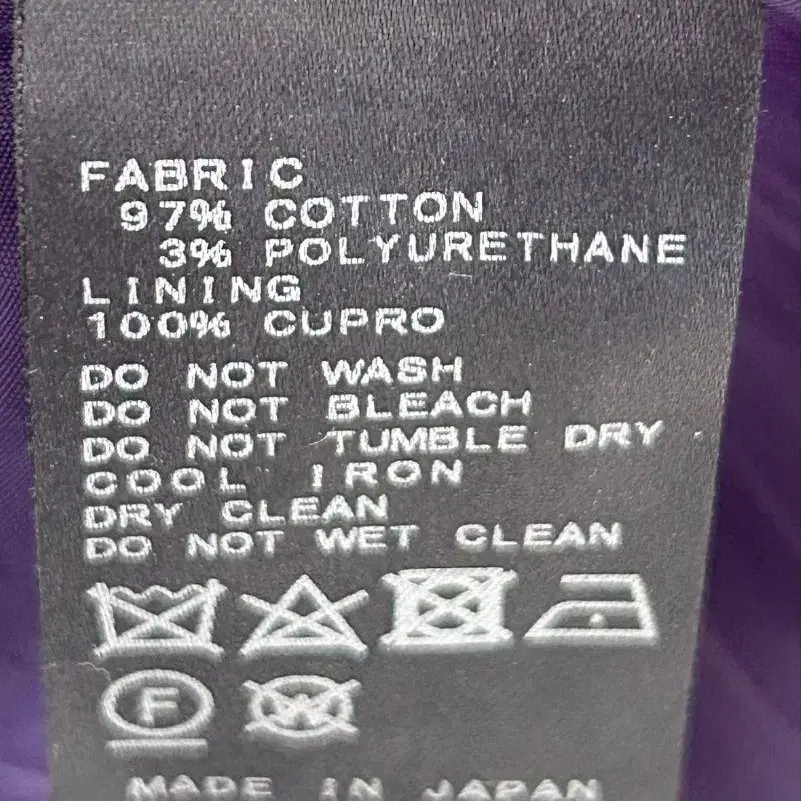 FABRIC
97% COTTON
3% POLYURETHANE
LINING
100% CUPRO
DO NOT WASH
DO NOT BLEACH
DO NOT TUMBLE DRY
COOL IRON
DRY CLEAN
DO NOT WET CLEAN
F W
MADE IN JAPAN